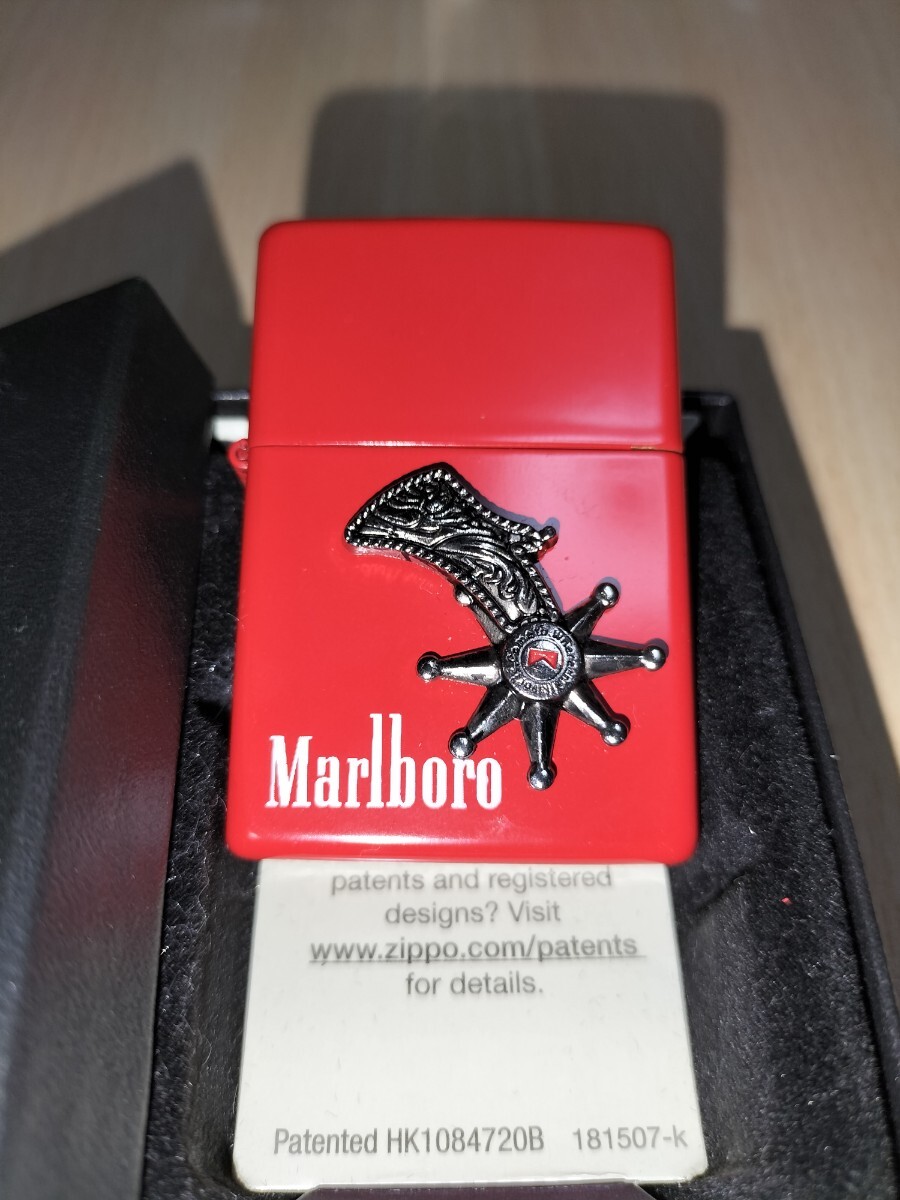 Marlboro
patents and registered
designs? Visit
www.zippo.com/patents
for details.
Patented HK1084720B 181507-k